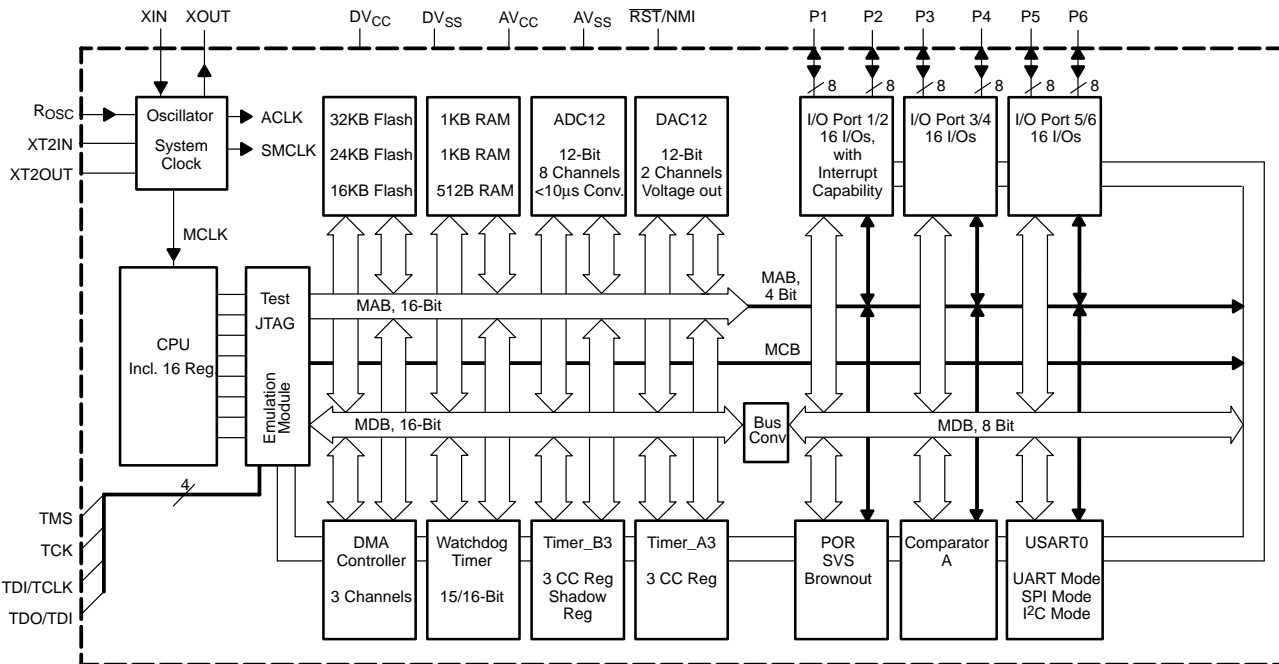 XIN
XOUT
DVCC
DVSS
AVCC
AVSS
RST/NMI
P1
P2
P3
P4
P5
P6
8
8
8
8
8
8
ROSC
XT2IN
XT2OUT
Oscillator
System
Clock
ACLK
SMCLK
MCLK
32KB Flash
24KB Flash
16KB Flash
1KB RAM
1KB RAM
512B RAM
ADC12
12-Bit
8 Channels
<10µs Conv.
DAC12
12-Bit
2 Channels
Voltage out
I/O Port 1/2
16 I/Os,
with
Interrupt
Capability
I/O Port 3/4
16 I/Os
I/O Port 5/6
16 I/Os
CPU
Incl. 16 Reg.
Test
JTAG
Emulation
Module
MAB, 16-Bit
MAB,
4 Bit
MCB
MDB, 16-Bit
Bus
Conv
MDB, 8 Bit
4
TMS
TCK
TDI/TCLK
TDO/TDI
DMA
Controller
3 Channels
Watchdog
Timer
15/16-Bit
Timer_B3
3 CC Reg
Shadow
Reg
Timer_A3
3 CC Reg
POR
SVS
Brownout
Comparator
A
USART0
UART Mode
SPI Mode
I2C Mode